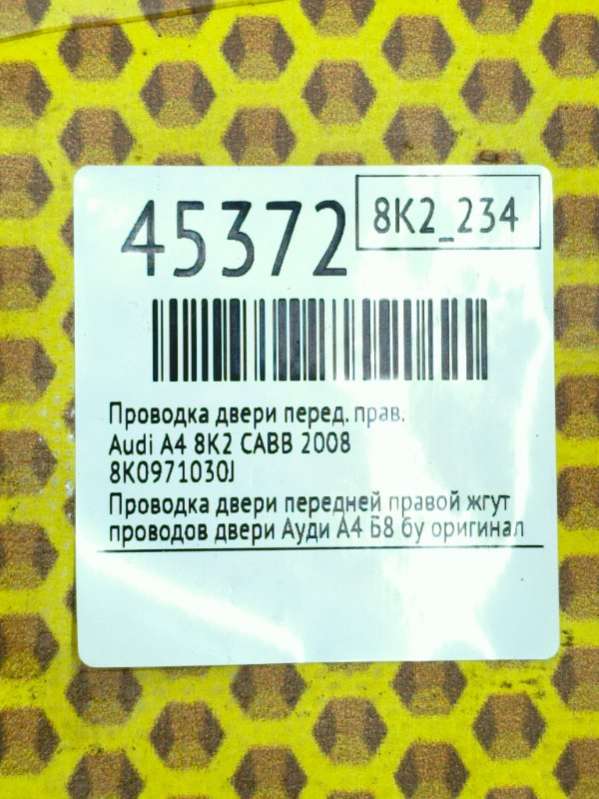 45372
8K2_234
Проводка двери перед. прав.
Audi A4 8K2 CABB 2008
8K0971030J
Проводка двери передней правой жгут
проводов двери Ауди А4 Б8 бу оригинал